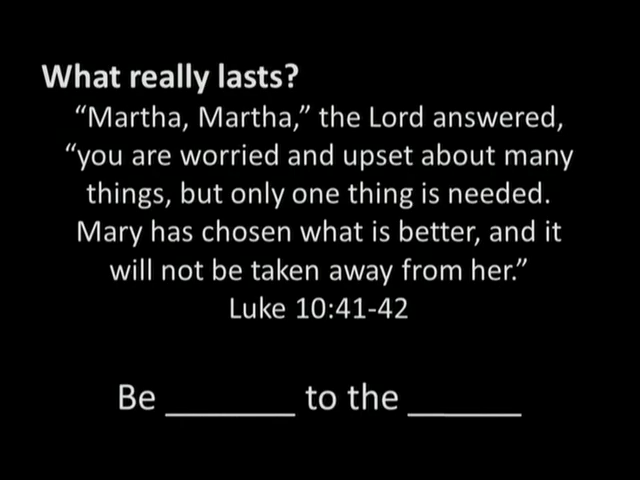 What really lasts?
“Martha, Martha,” the Lord answered,
“you are worried and upset about many
things, but only one thing is needed.
Mary has chosen what is better, and it
will not be taken away from her.”
Luke 10:41-42
Be ________ to the _______